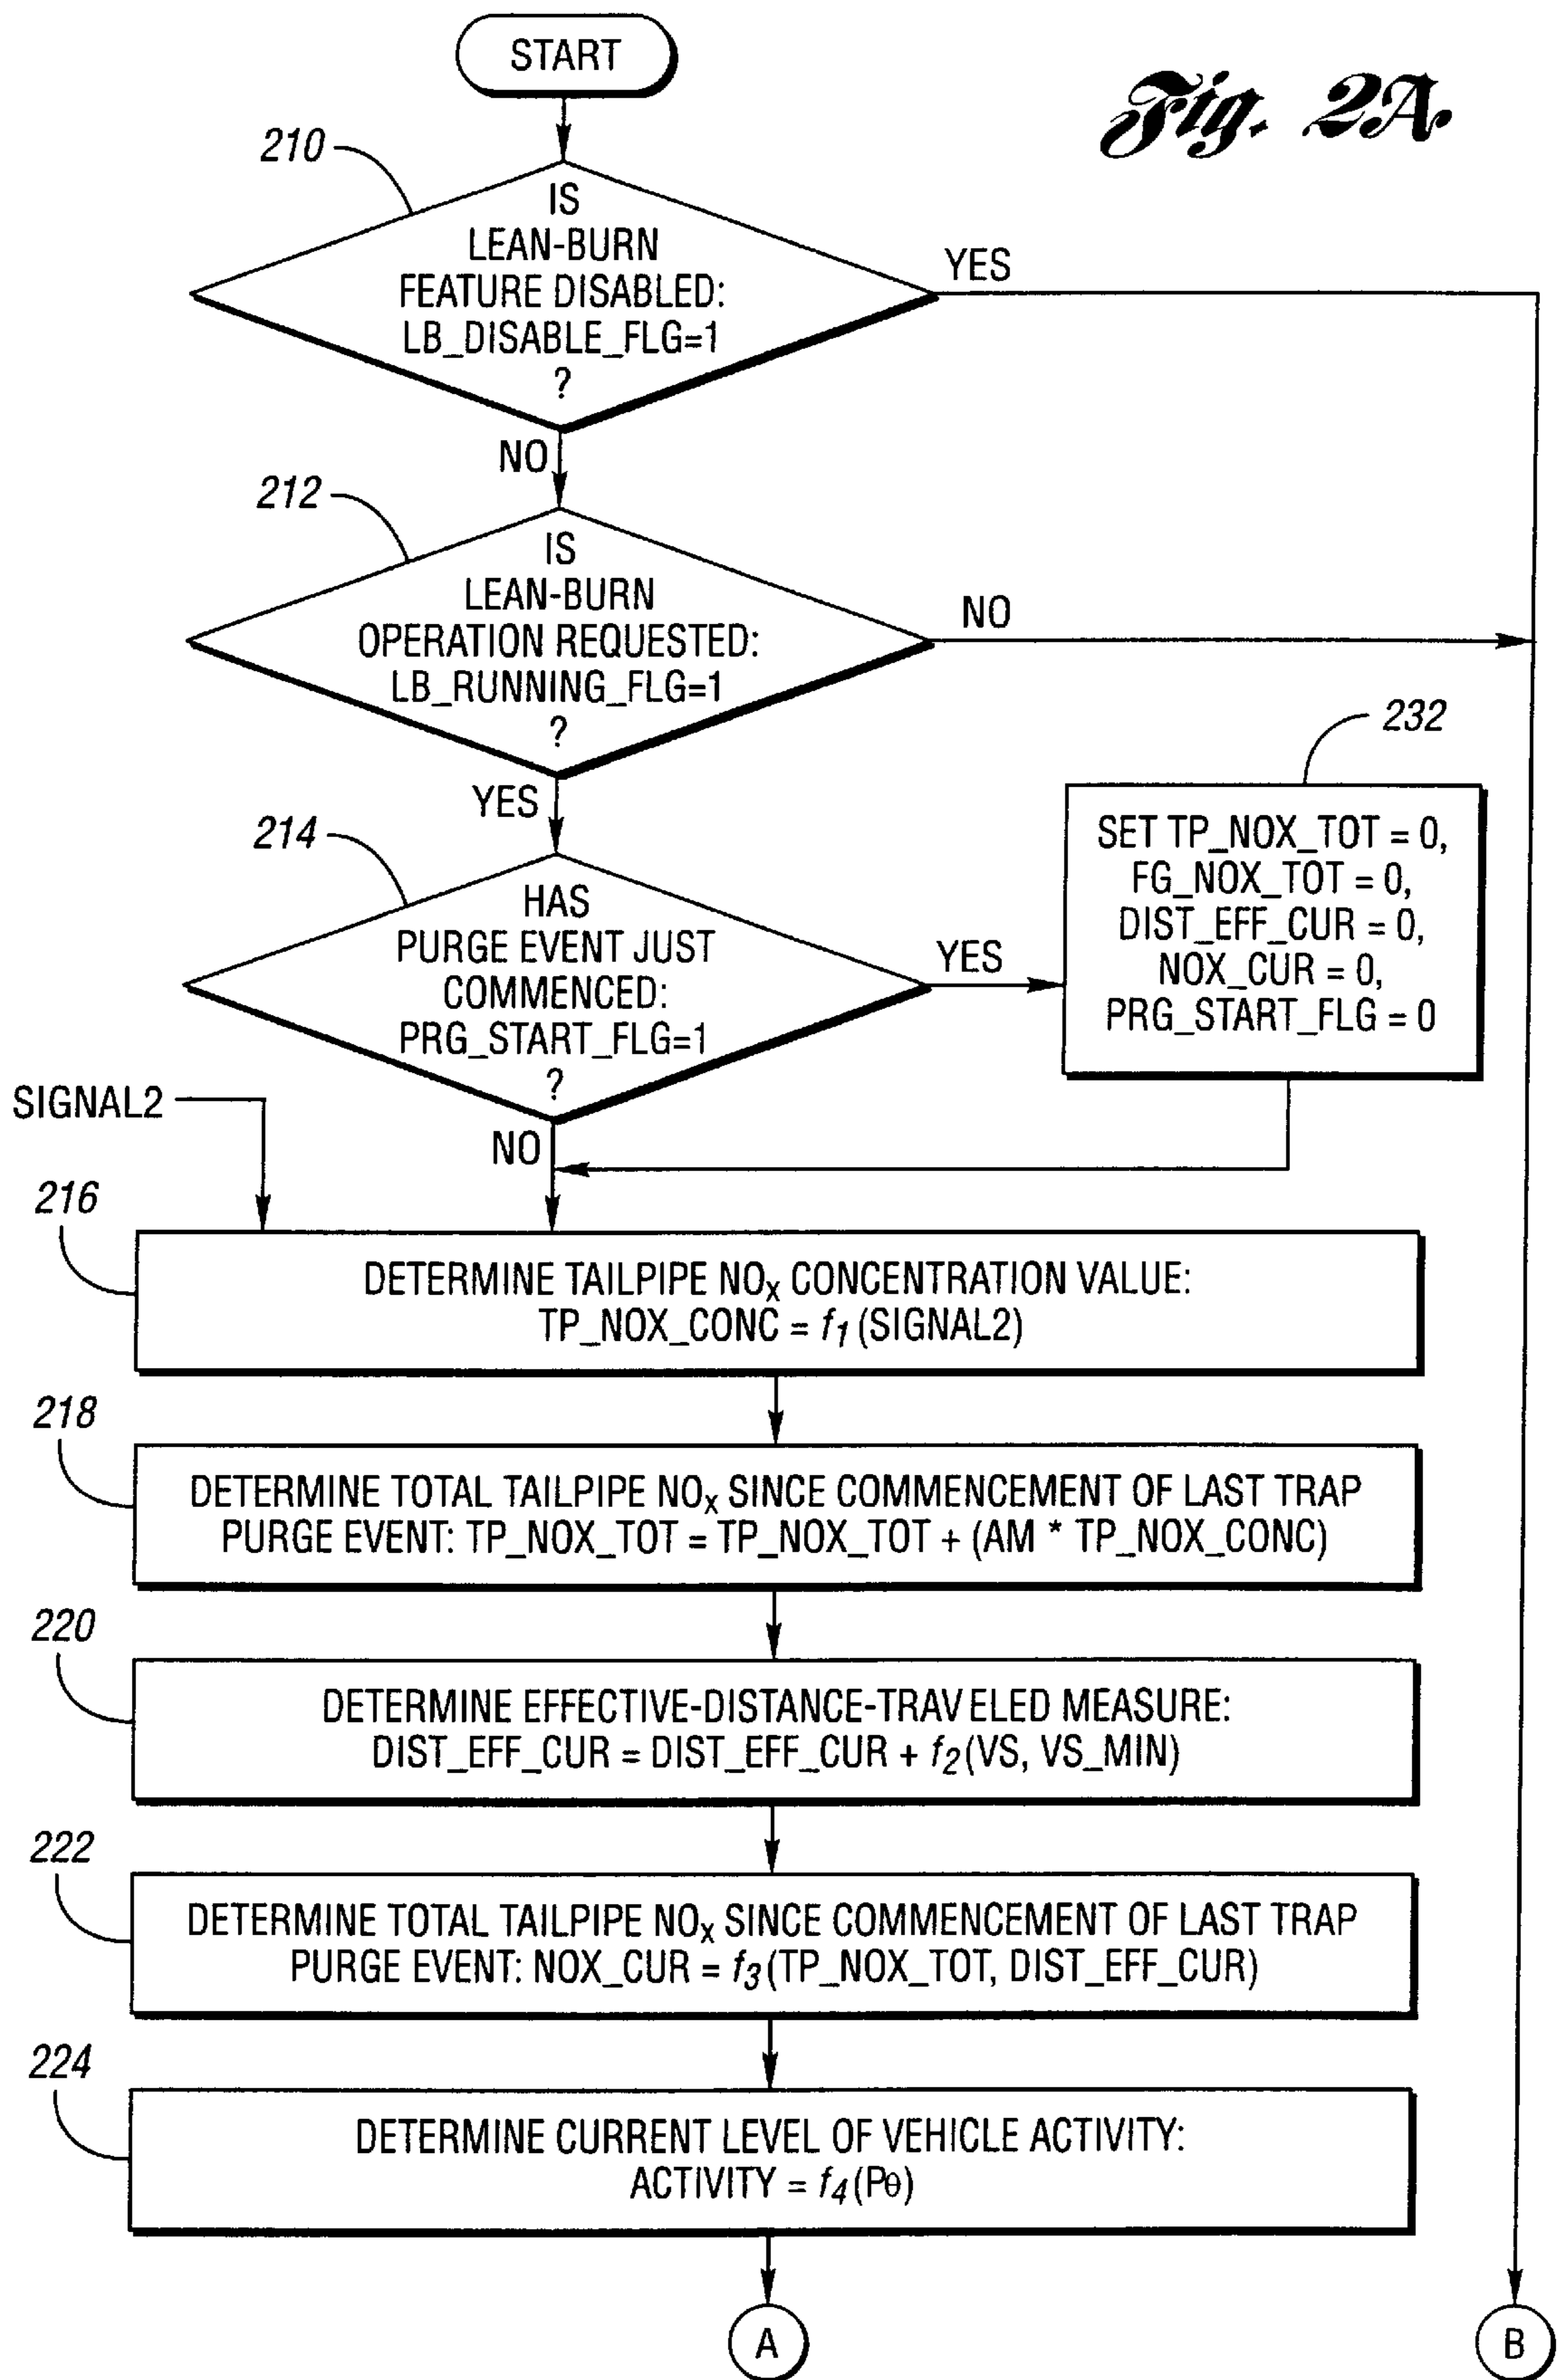 START
Fig. 2A.
210
IS
LEAN-BURN
FEATURE DISABLED:
LB_DISABLE_FLG=1
?
YES
NO
212
IS
LEAN-BURN
OPERATION REQUESTED:
LB_RUNNING_FLG=1
?
NO
YES
232
SET TP_NOX_TOT = 0,
FG_NOX_TOT = 0,
DIST_EFF_CUR = 0,
NOX_CUR = 0,
PRG_START_FLG = 0
214
HAS
PURGE EVENT JUST
COMMENCED:
PRG_START_FLG=1
?
YES
SIGNAL2
NO
216
DETERMINE TAILPIPE NOX CONCENTRATION VALUE:
TP_NOX_CONC = f1 (SIGNAL2)
218
DETERMINE TOTAL TAILPIPE NOX SINCE COMMENCEMENT OF LAST TRAP
PURGE EVENT: TP_NOX_TOT = TP_NOX_TOT + (AM * TP_NOX_CONC)
220
DETERMINE EFFECTIVE-DISTANCE-TRAVELED MEASURE:
DIST_EFF_CUR = DIST_EFF_CUR + f2 (VS, VS_MIN)
222
DETERMINE TOTAL TAILPIPE NOX SINCE COMMENCEMENT OF LAST TRAP
PURGE EVENT: NOX_CUR = f3 (TP_NOX_TOT, DIST_EFF_CUR)
224
DETERMINE CURRENT LEVEL OF VEHICLE ACTIVITY:
ACTIVITY = f4 (Pθ)
A
B